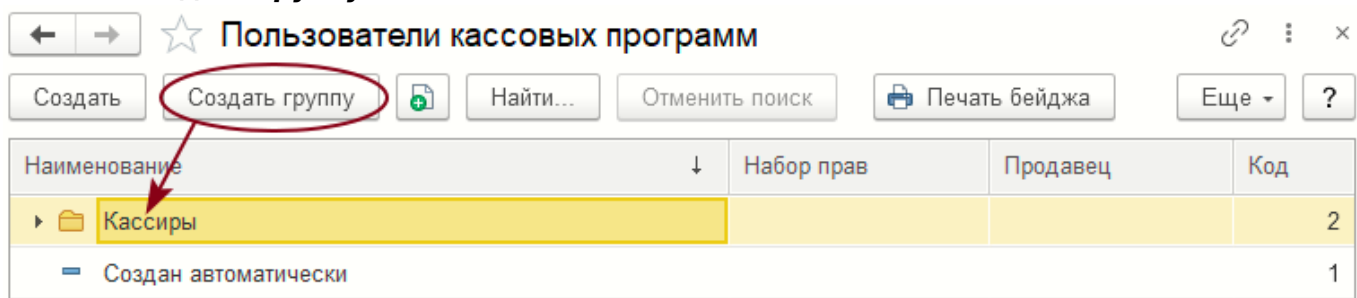 Пользователи кассовых программ
Создать Создать группу Найти... Отменить поиск Печать бейджа Еще ?
Наименование ↓ Набор прав Продавец Код
Кассиры 2
Создан автоматически 1